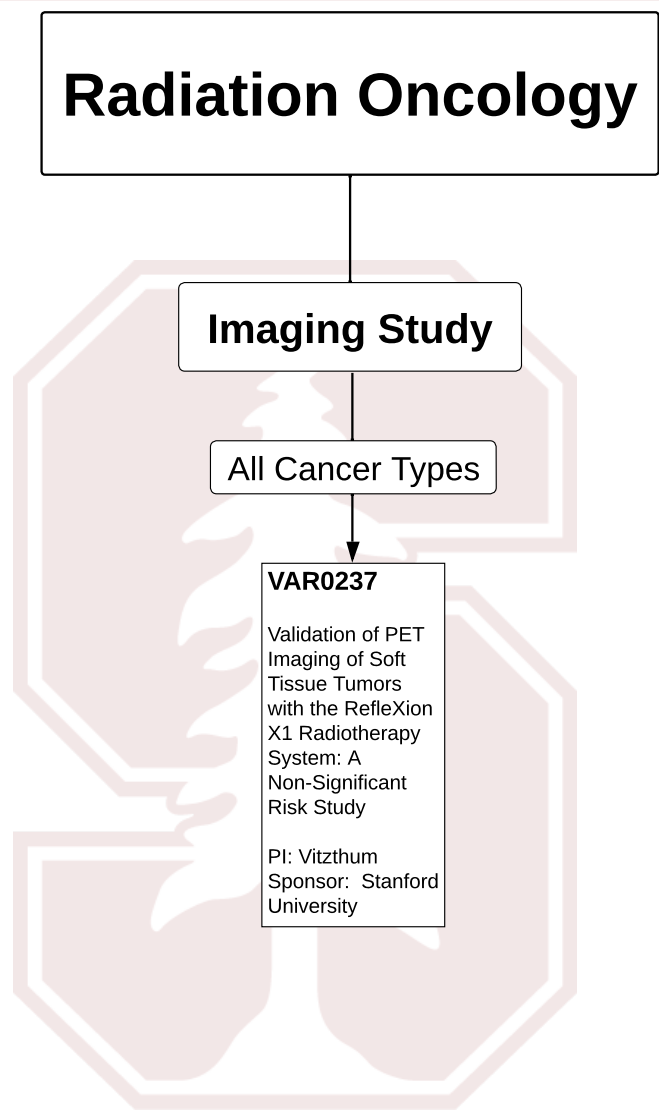 Radiation Oncology
Imaging Study
All Cancer Types
VAR0237
Validation of PET
Imaging of Soft
Tissue Tumors
with the RefleXion
X1 Radiotherapy
System: A
Non-Significant
Risk Study
PI: Vitzthum
Sponsor:  Stanford
University